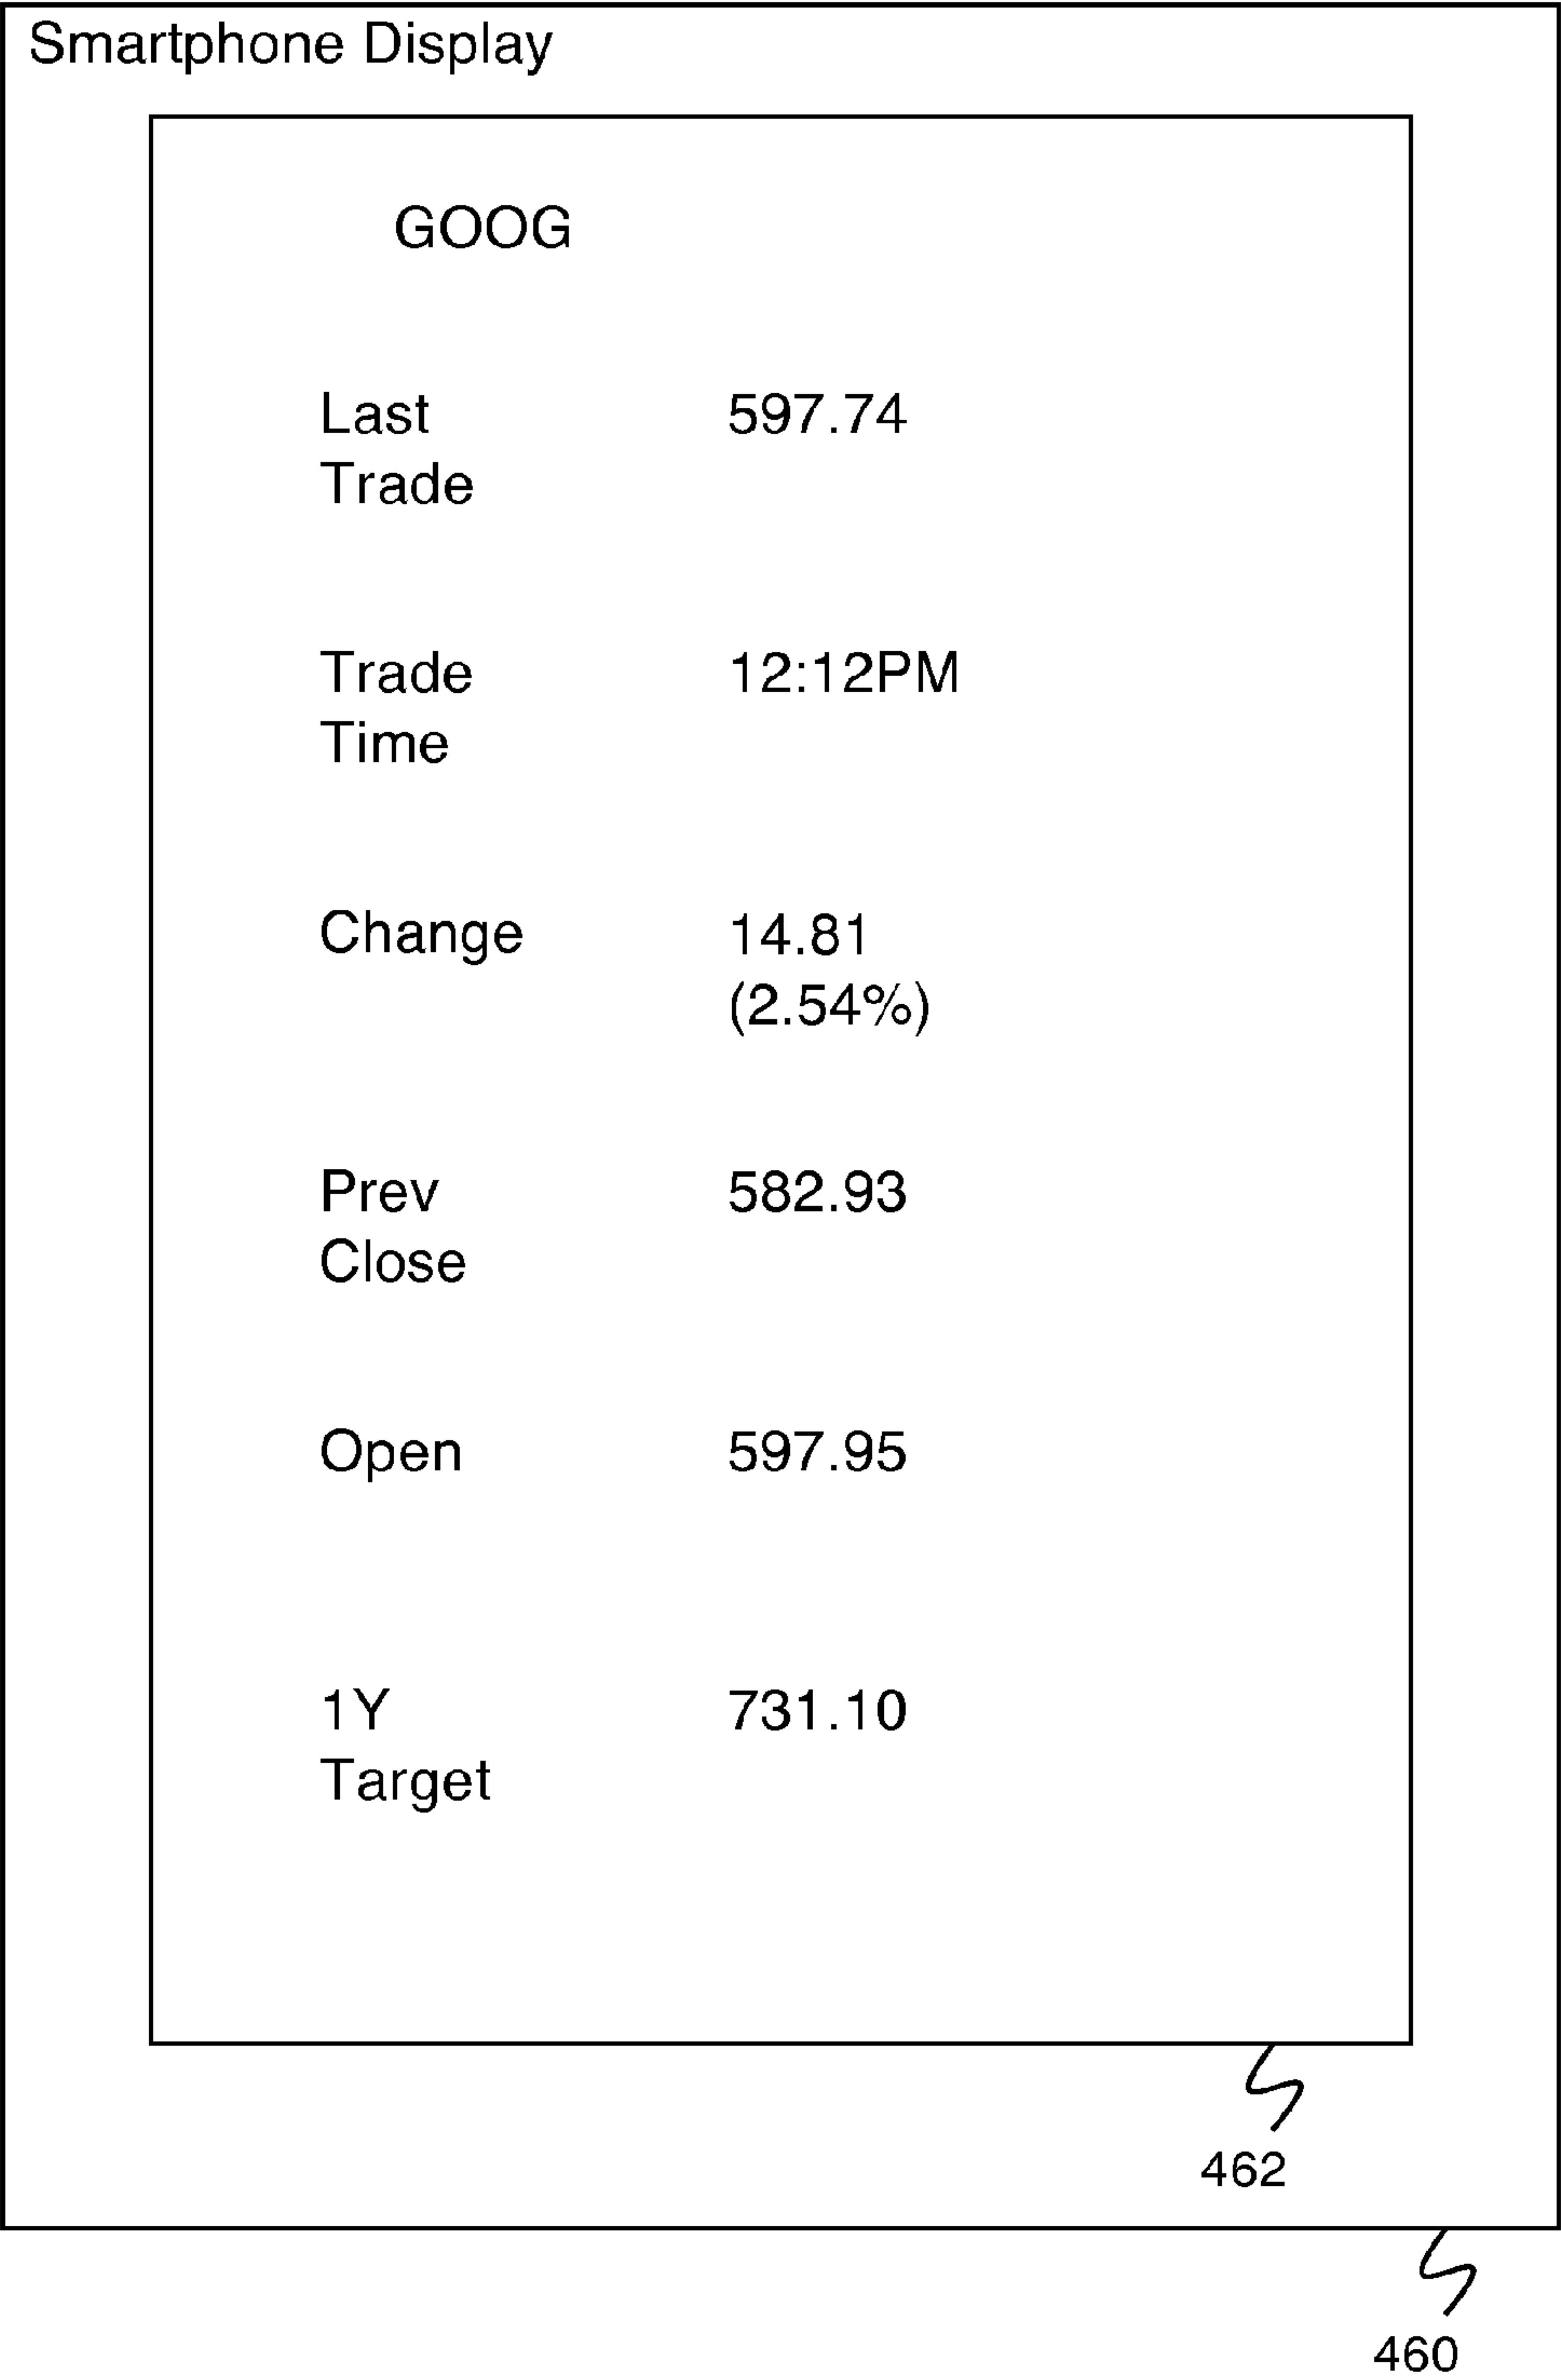 Smartphone Display
GOOG
Last 597.74
Trade
Trade 12:12PM
Time
Change 14.81
(2.54%)
Prev 582.93
Close
Open 597.95
1Y 731.10
Target
462
460